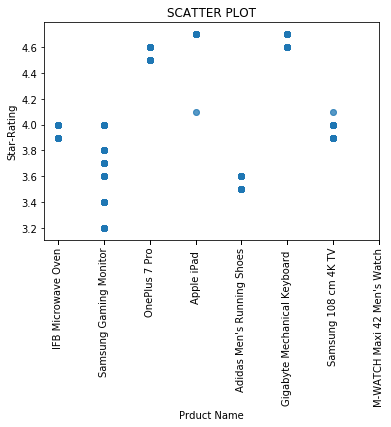 SCATTER PLOT
Star-Rating
4.6
4.4
4.2
4.0
3.8
3.6
3.4
3.2
IFB Microwave Oven
Samsung Gaming Monitor
OnePlus 7 Pro
Apple iPad
Adidas Men's Running Shoes
Gigabyte Mechanical Keyboard
Samsung 108 cm 4K TV
M-WATCH Maxi 42 Men's Watch
Prduct Name